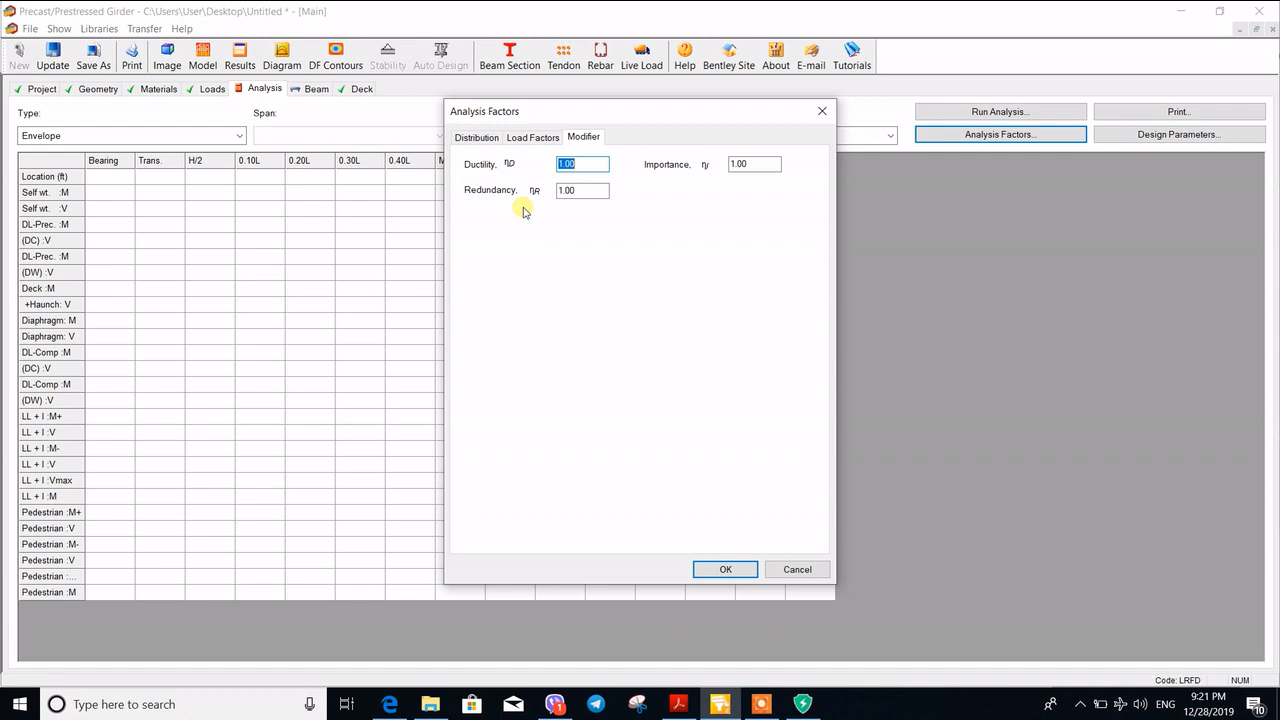 Precast/Prestressed Girder - C:\Users\User\Desktop\Untitled * - [Main]
File Show Libraries Transfer Help
New Update Save As Print Image Model Results Diagram DF Contours Stability Auto Design Beam Section Tendon Rebar Live Load Help Bentley Site About E-mail Tutorials
Project Geometry Materials Loads Analysis Beam Deck
Type: Span:
Envelope
Run Analysis... Print...
Analysis Factors... Design Parameters...
Bearing Trans. H/2 0.10L 0.20L 0.30L 0.40L M
Location (ft)
Self wt. :M
Self wt. :V
DL-Prec. :M
(DC) :V
DL-Prec. :M
(DW) :V
Deck :M
+Haunch: V
Diaphragm: M
Diaphragm: V
DL-Comp :M
(DC) :V
DL-Comp :M
(DW) :V
LL + I :M+
LL + I :V
LL + I :M-
LL + I :V
LL + I :Vmax
LL + I :M
Pedestrian :M+
Pedestrian :V
Pedestrian :M-
Pedestrian :V
Pedestrian :...
Pedestrian :M
Analysis Factors
Distribution Load Factors Modifier
Ductility, ηD 1.00 Importance, ηI 1.00
Redundancy, ηR 1.00
OK Cancel
Code: LRFD NUM
Type here to search
ENG
9:21 PM
12/28/2019
10